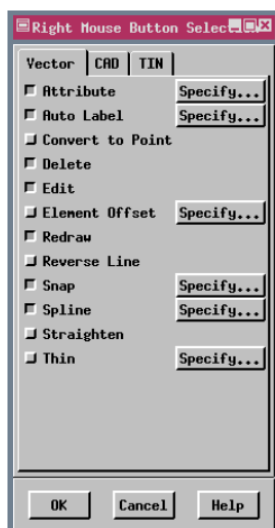 Right Mouse Button Selec
Vector CAD TIN
Attribute Specify...
Auto Label Specify...
Convert to Point
Delete
Edit
Element Offset Specify...
Redraw
Reverse Line
Snap Specify...
Spline Specify...
Straighten
Thin Specify...
OK Cancel Help